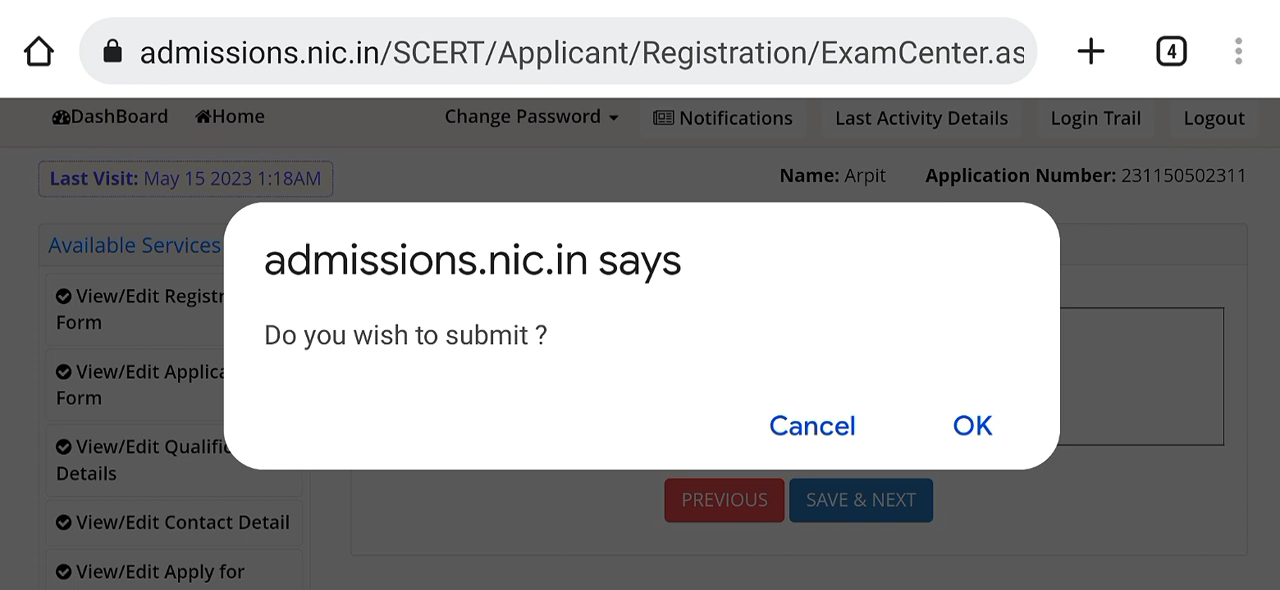 admissions.nic.in/SCERT/Applicant/Registration/ExamCenter.as
4
DashBoard Home Change Password Notifications Last Activity Details Login Trail Logout
Last Visit: May 15 2023 1:18AM Name: Arpit Application Number: 231150502311
Available Services
View/Edit Registr
Form
View/Edit Applica
Form
View/Edit Qualific
Details
View/Edit Contact Detail
View/Edit Apply for
admissions.nic.in says
Do you wish to submit ?
Cancel OK
PREVIOUS SAVE & NEXT